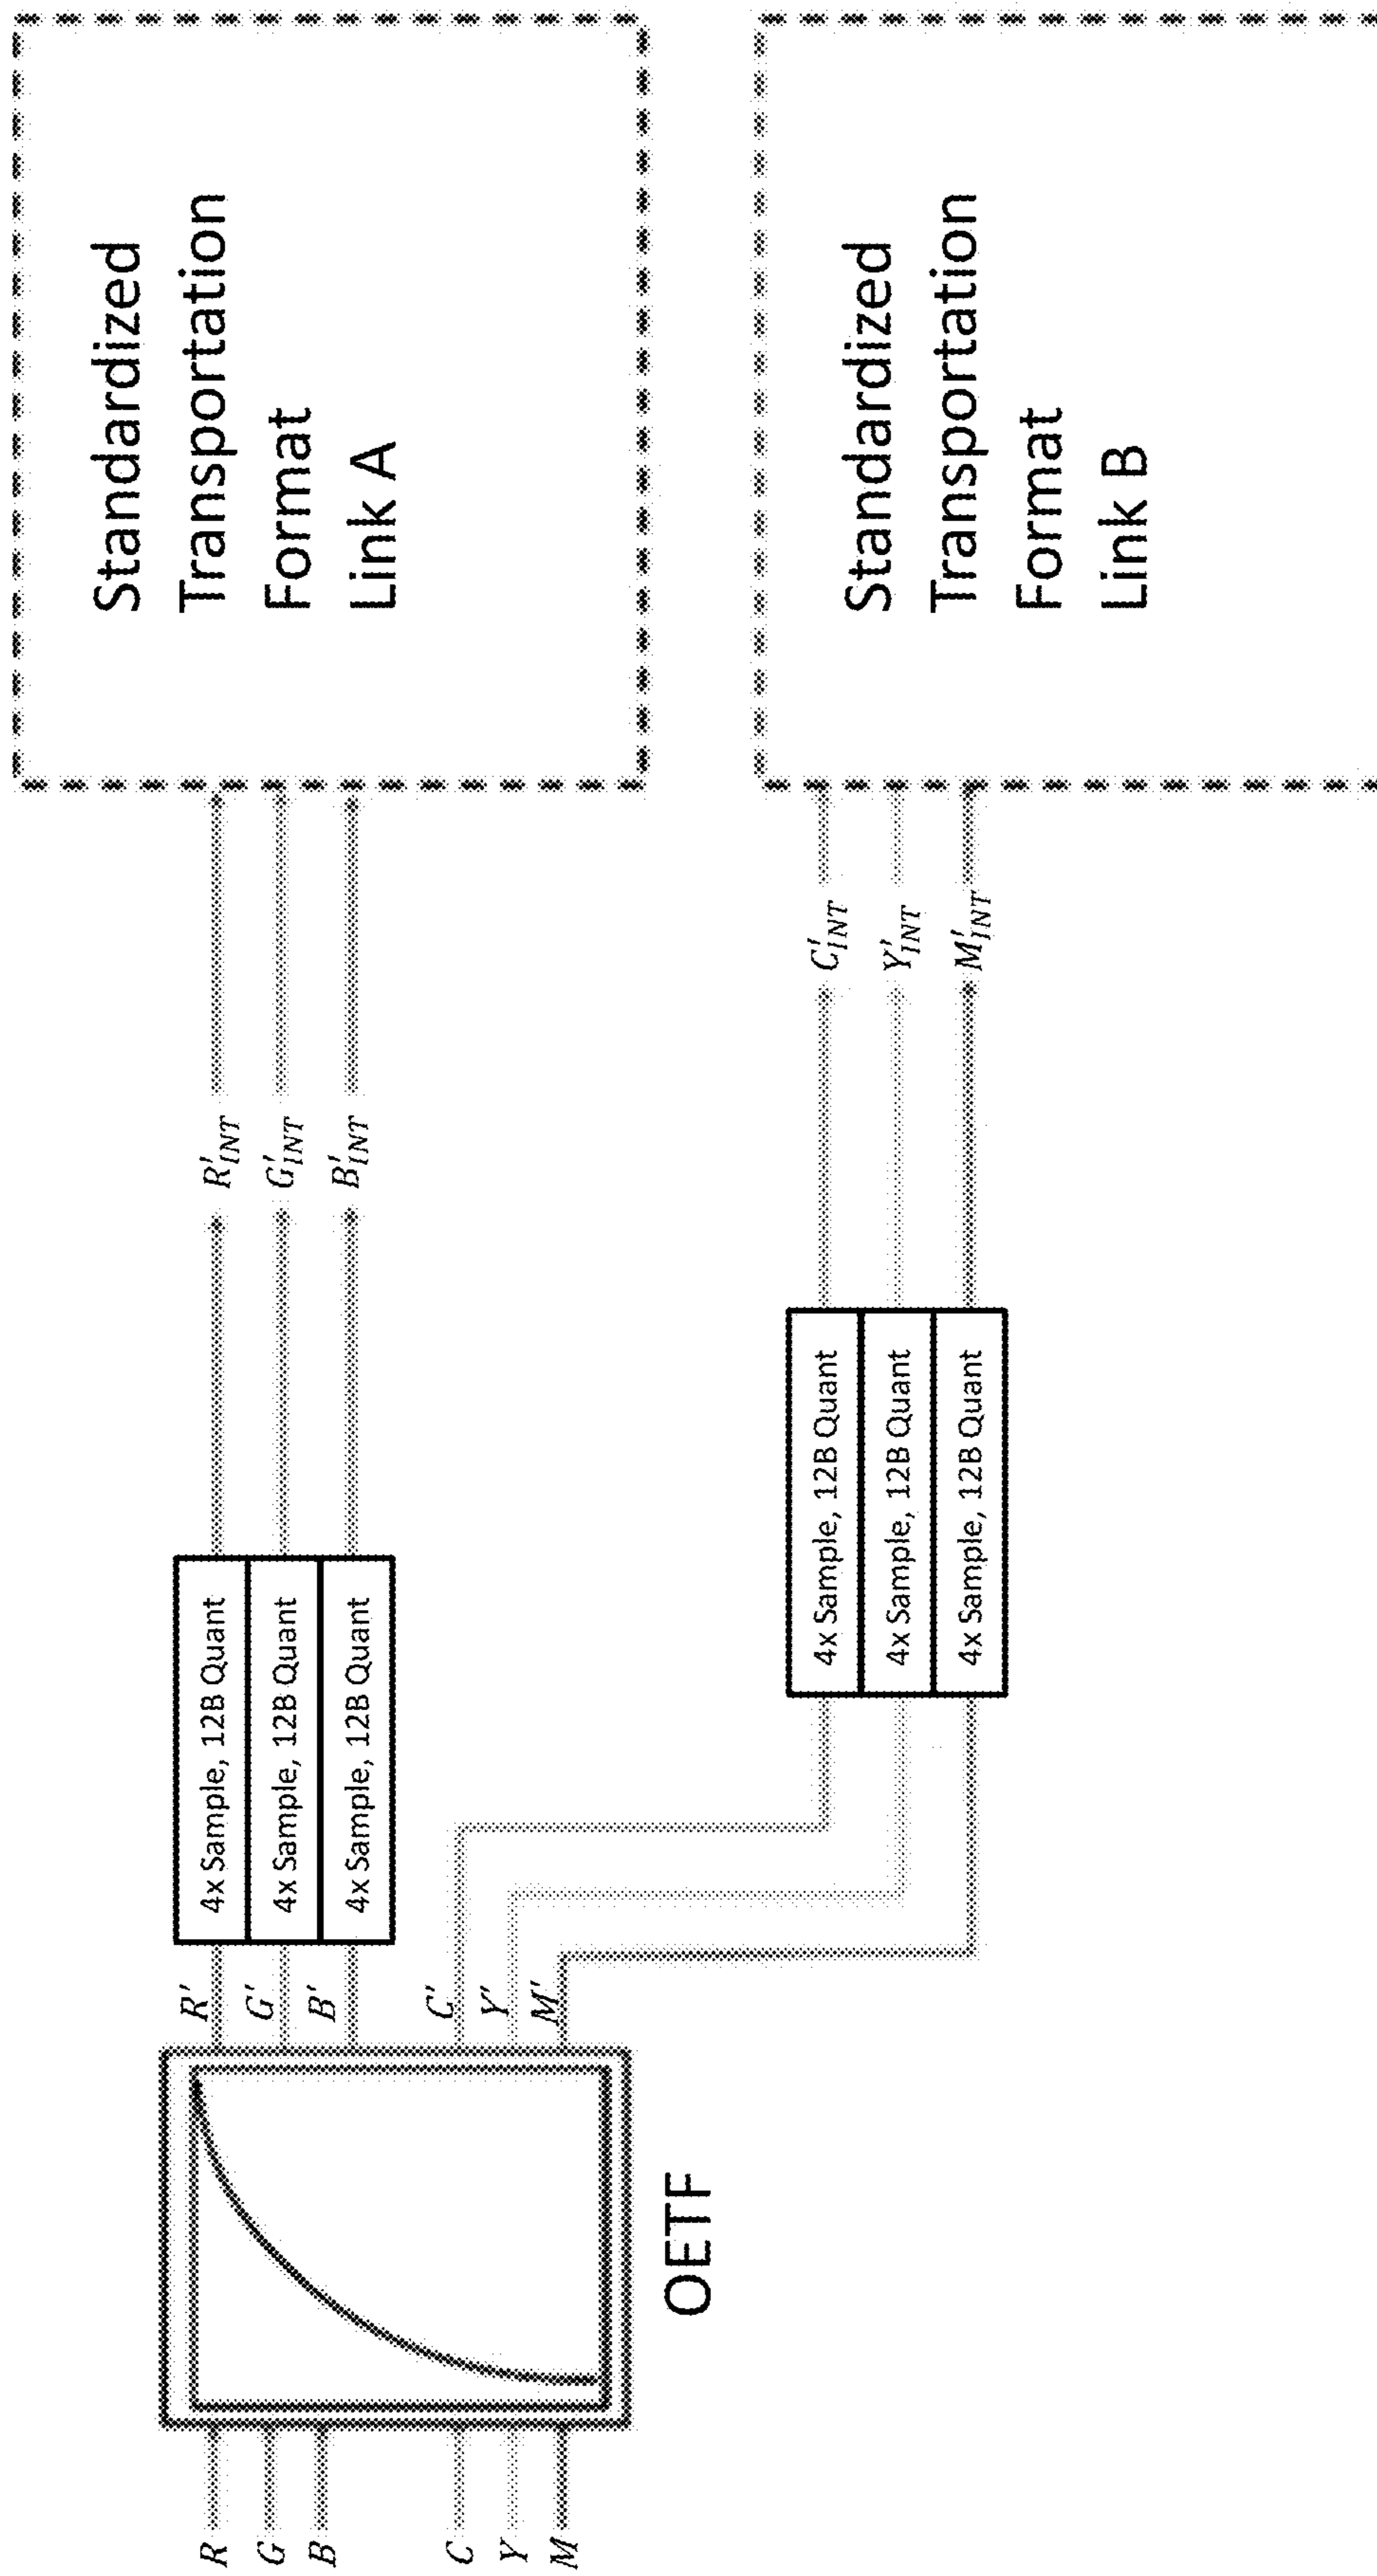 R
G
B
C
Y
M
OETF
R'
G'
B'
C'
Y'
M'
4x Sample, 12B Quant
4x Sample, 12B Quant
4x Sample, 12B Quant
4x Sample, 12B Quant
4x Sample, 12B Quant
4x Sample, 12B Quant
R'INT
G'INT
B'INT
C'INT
Y'INT
M'INT
Standardized
Transportation
Format
Link A
Standardized
Transportation
Format
Link B